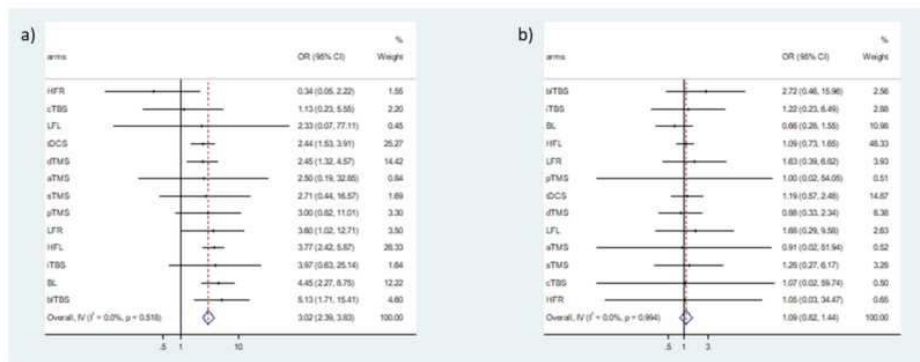 a)
%
arms OR (95% CI) Weight
HFR 0.34 (0.05, 2.22) 1.55
cTBS 1.13 (0.23, 5.55) 2.20
LFL 2.33 (0.07, 77.11) 0.45
tDCS 2.44 (1.53, 3.91) 25.27
dTMS 2.45 (1.32, 4.57) 14.42
aTMS 2.50 (0.19, 32.85) 0.84
sTMS 2.71 (0.44, 16.57) 1.69
pTMS 3.00 (0.82, 11.01) 3.30
LFR 3.60 (1.02, 12.71) 3.50
HFL 3.77 (2.42, 5.87) 28.33
iTBS 3.97 (0.63, 25.14) 1.64
BL 4.45 (2.27, 8.75) 12.22
blTBS 5.13 (1.71, 15.41) 4.60
Overall, IV (I² = 0.0%, p = 0.518) 3.02 (2.39, 3.83) 100.00
.5 1 10
b)
%
arms OR (95% CI) Weight
blTBS 2.72 (0.46, 15.96) 2.56
iTBS 1.22 (0.23, 6.49) 2.88
BL 0.66 (0.28, 1.55) 10.96
HFL 1.09 (0.73, 1.65) 46.33
LFR 1.63 (0.39, 6.82) 3.93
pTMS 1.00 (0.02, 54.05) 0.51
tDCS 1.19 (0.57, 2.48) 14.87
dTMS 0.88 (0.33, 2.34) 8.38
LFL 1.68 (0.29, 9.58) 2.63
aTMS 0.91 (0.02, 51.94) 0.52
sTMS 1.28 (0.27, 6.17) 3.28
cTBS 1.07 (0.02, 59.74) 0.50
HFR 1.05 (0.03, 34.47) 0.65
Overall, IV (I² = 0.0%, p = 0.994) 1.09 (0.82, 1.44) 100.00
.5 1 3